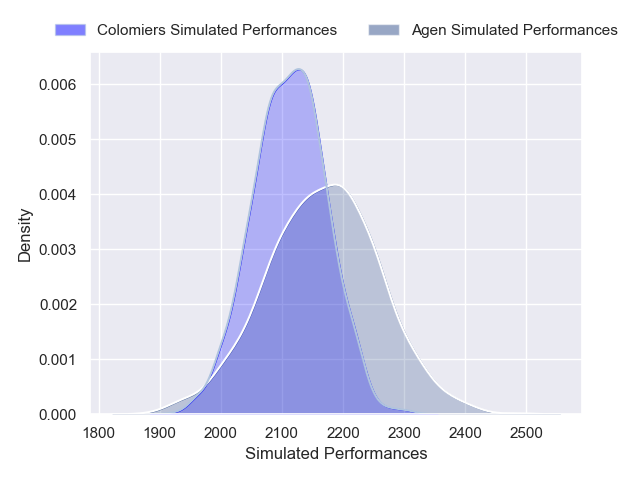 Colomiers Simulated Performances Agen Simulated Performances
0.006
0.005
0.004
0.003
0.002
0.001
0.000
Density
1800 1900 2000 2100 2200 2300 2400 2500
Simulated Performances